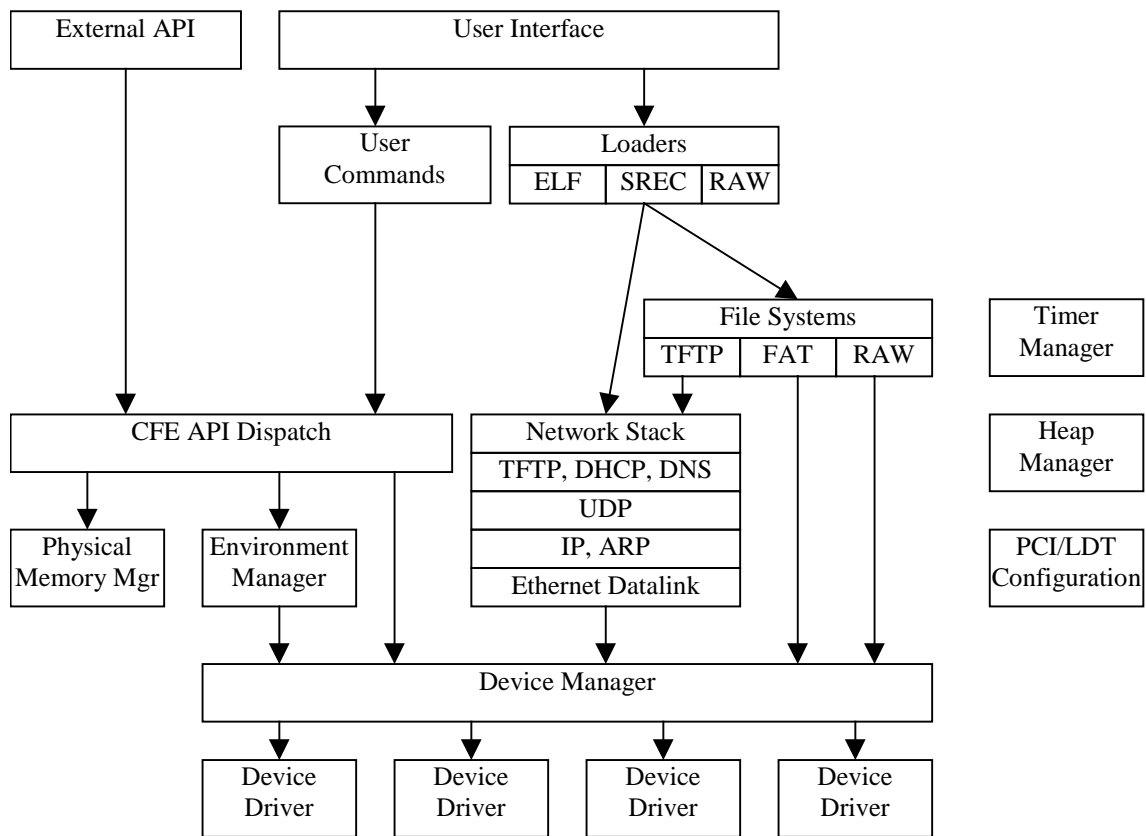 External API
User Interface
User
Commands
Loaders
ELF
SREC
RAW
File Systems
TFTP
FAT
RAW
Timer
Manager
CFE API Dispatch
Network Stack
TFTP, DHCP, DNS
UDP
IP, ARP
Ethernet Datalink
Heap
Manager
Physical
Memory Mgr
Environment
Manager
PCI/LDT
Configuration
Device Manager
Device
Driver
Device
Driver
Device
Driver
Device
Driver